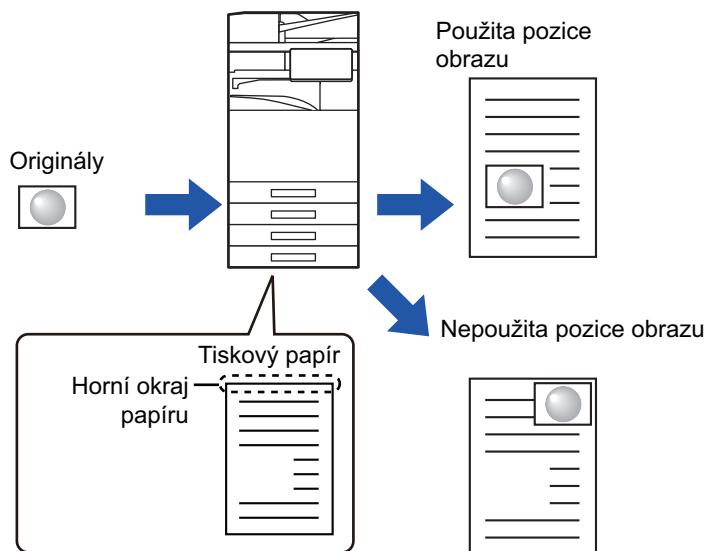 Použita pozice
obrazu
Originály
Nepoužita pozice obrazu
Tiskový papír
Horní okraj
papíru